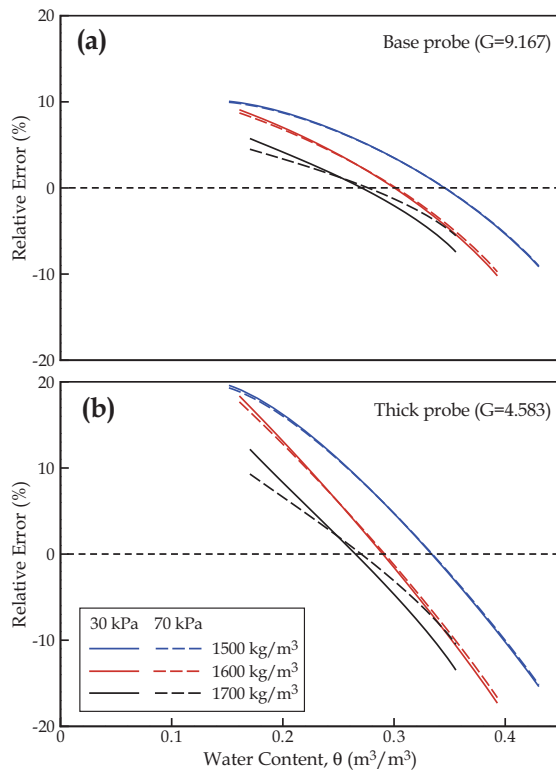 20
(a)
Base probe (G=9.167)
10
0
-10
-20
Relative Error (%)
20
(b)
Thick probe (G=4.583)
10
0
-10
-20
Relative Error (%)
30 kPa 70 kPa
1500 kg/m³
1600 kg/m³
1700 kg/m³
0 0.1 0.2 0.3 0.4
Water Content, θ (m³/m³)